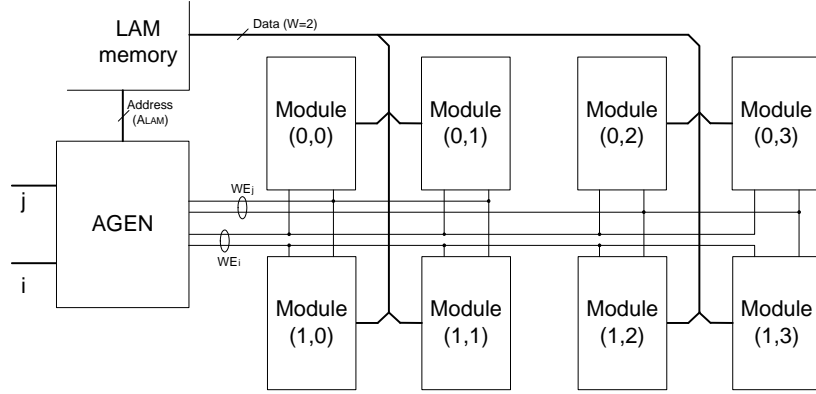 LAM
memory
Data (W=2)
Address
(ALAM)
Module
(0,0)
Module
(0,1)
Module
(0,2)
Module
(0,3)
j
i
AGEN
WEj
WEi
Module
(1,0)
Module
(1,1)
Module
(1,2)
Module
(1,3)